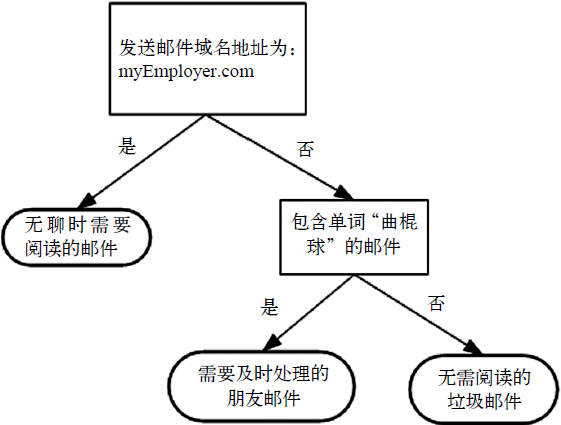 发送邮件域名地址为：
myEmployer.com
是
否
无聊时需要
阅读的邮件
包含单词“曲棍
球”的邮件
是
否
需要及时处理的
朋友邮件
无需阅读的
垃圾邮件